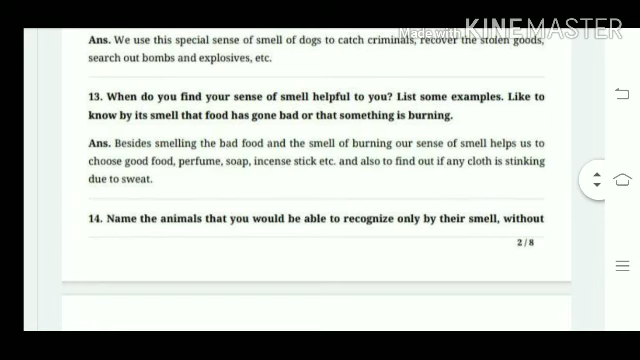 Made with KINEMASTER
Ans. We use this special sense of smell of dogs to catch criminals, recover the stolen goods,
search out bombs and explosives, etc.
13. When do you find your sense of smell helpful to you? List some examples. Like to
know by its smell that food has gone bad or that something is burning.
Ans. Besides smelling the bad food and the smell of burning our sense of smell helps us to
choose good food, perfume, soap, incense stick etc. and also to find out if any cloth is stinking
due to sweat.
14. Name the animals that you would be able to recognize only by their smell, without
2/8